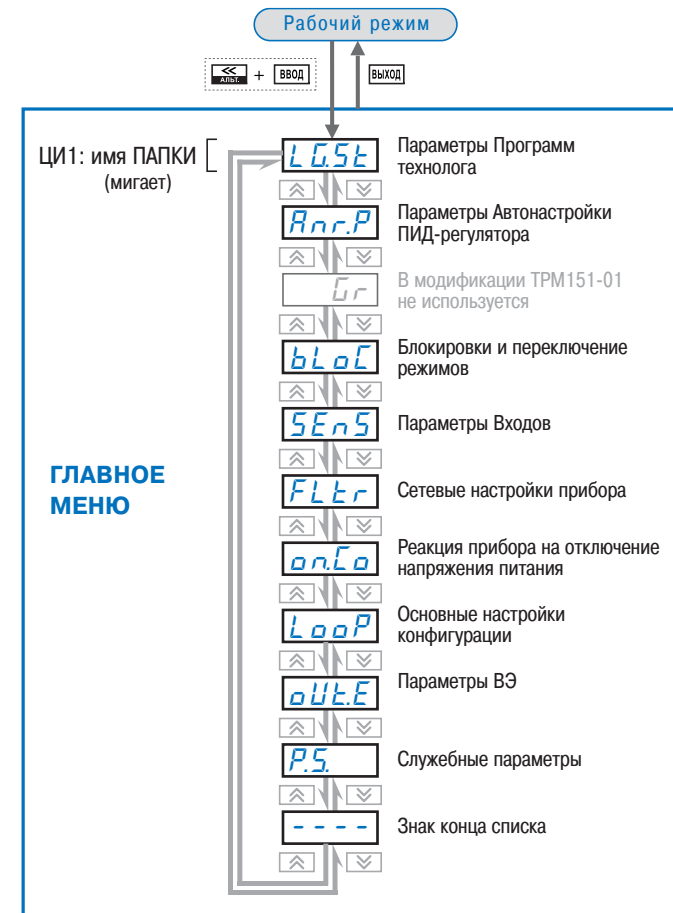 Рабочий режим
<<
АЛЬТ.
+ ВВОД
ВЫХОД
ЦИ1: имя ПАПКИ
(мигает)
LG.St
Параметры Программ
технолога
Anr.P
Параметры Автонастройки
ПИД-регулятора
Gr
В модификации ТРМ151-01
не используется
bLoC
Блокировки и переключение
режимов
SEnS
Параметры Входов
ГЛАВНОЕ
МЕНЮ
FLtr
Сетевые настройки прибора
on.Co
Реакция прибора на отключение
напряжения питания
LooP
Основные настройки
конфигурации
oUt.E
Параметры ВЭ
P.S.
Служебные параметры
- - - -
Знак конца списка